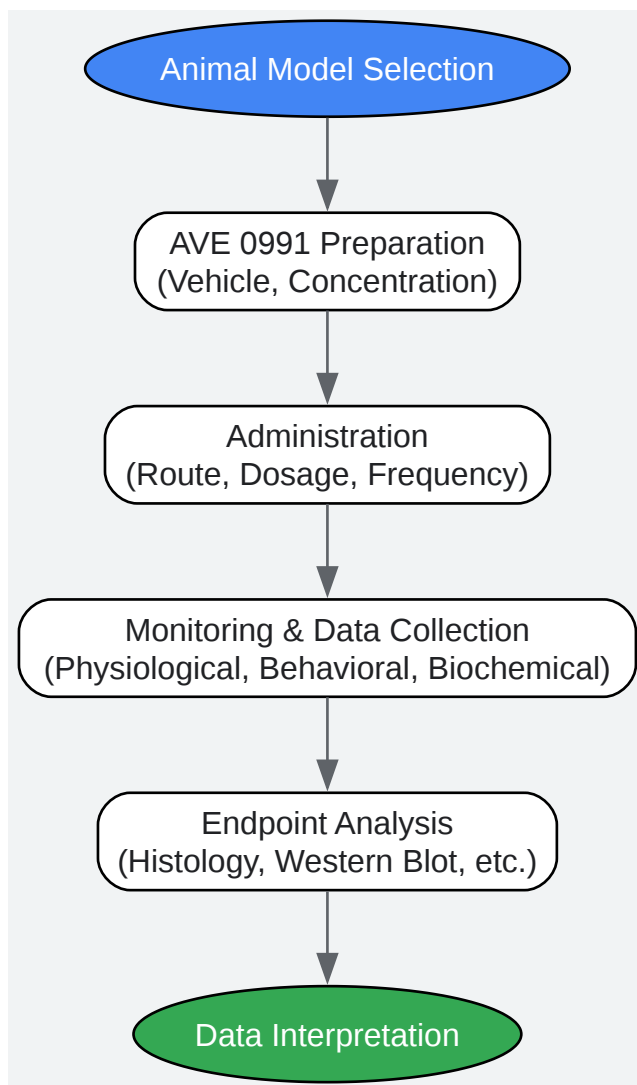 Animal Model Selection
AVE 0991 Preparation
(Vehicle, Concentration)
Administration
(Route, Dosage, Frequency)
Monitoring & Data Collection
(Physiological, Behavioral, Biochemical)
Endpoint Analysis
(Histology, Western Blot, etc.)
Data Interpretation